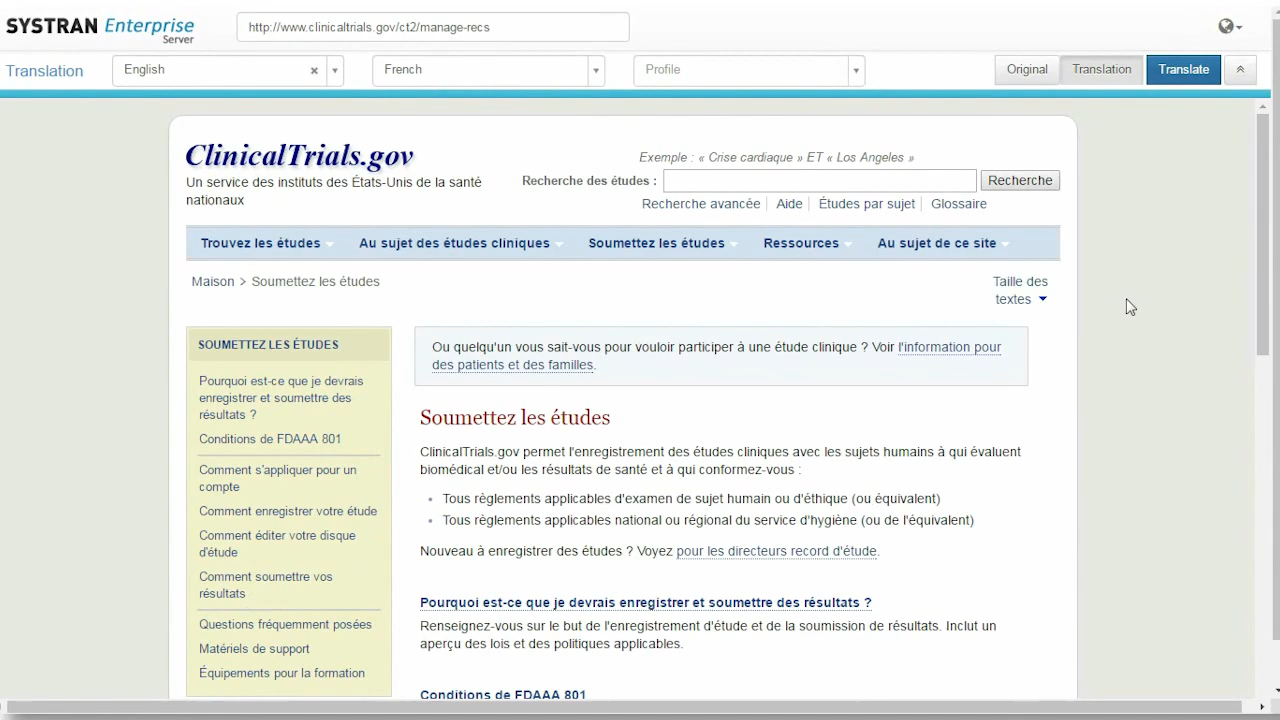 SYSTRAN Enterprise Server
http://www.clinicaltrials.gov/ct2/manage-recs
Translation
English
French
Profile
Original
Translation
Translate
ClinicalTrials.gov
Un service des instituts des États-Unis de la santé
nationaux
Exemple : « Crise cardiaque » ET « Los Angeles »
Recherche des études :
Recherche
Recherche avancée
Aide
Études par sujet
Glossaire
Trouvez les études
Au sujet des études cliniques
Soumettez les études
Ressources
Au sujet de ce site
Maison > Soumettez les études
Taille des
textes
SOUMETTEZ LES ÉTUDES
Pourquoi est-ce que je devrais
enregistrer et soumettre des
résultats ?
Conditions de FDAAA 801
Comment s'appliquer pour un
compte
Comment enregistrer votre étude
Comment éditer votre disque
d'étude
Comment soumettre vos
résultats
Questions fréquemment posées
Matériels de support
Équipements pour la formation
Ou quelqu'un vous sait-vous pour vouloir participer à une étude clinique ? Voir l'information pour
des patients et des familles.
Soumettez les études
ClinicalTrials.gov permet l'enregistrement des études cliniques avec les sujets humains à qui évaluent
biomédical et/ou les résultats de santé et à qui conformez-vous :
• Tous règlements applicables d'examen de sujet humain ou d'éthique (ou équivalent)
• Tous règlements applicables national ou régional du service d'hygiène (ou de l'équivalent)
Nouveau à enregistrer des études ? Voyez pour les directeurs record d'étude.
Pourquoi est-ce que je devrais enregistrer et soumettre des résultats ?
Renseignez-vous sur le but de l'enregistrement d'étude et de la soumission de résultats. Inclut un
aperçu des lois et des politiques applicables.
Conditions de FDAAA 801